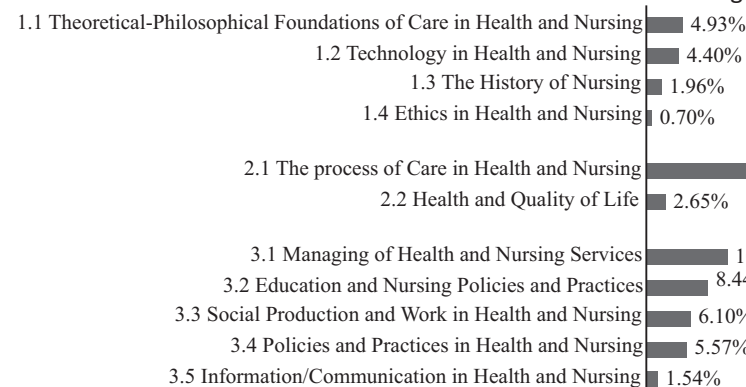 1.1 Theoretical-Philosophical Foundations of Care in Health and Nursing 4.93%
1.2 Technology in Health and Nursing 4.40%
1.3 The History of Nursing 1.96%
1.4 Ethics in Health and Nursing 0.70%
2.1 The process of Care in Health and Nursing
2.2 Health and Quality of Life 2.65%
3.1 Managing of Health and Nursing Services 1
3.2 Education and Nursing Policies and Practices 8.44
3.3 Social Production and Work in Health and Nursing 6.10%
3.4 Policies and Practices in Health and Nursing 5.57%
3.5 Information/Communication in Health and Nursing 1.54%